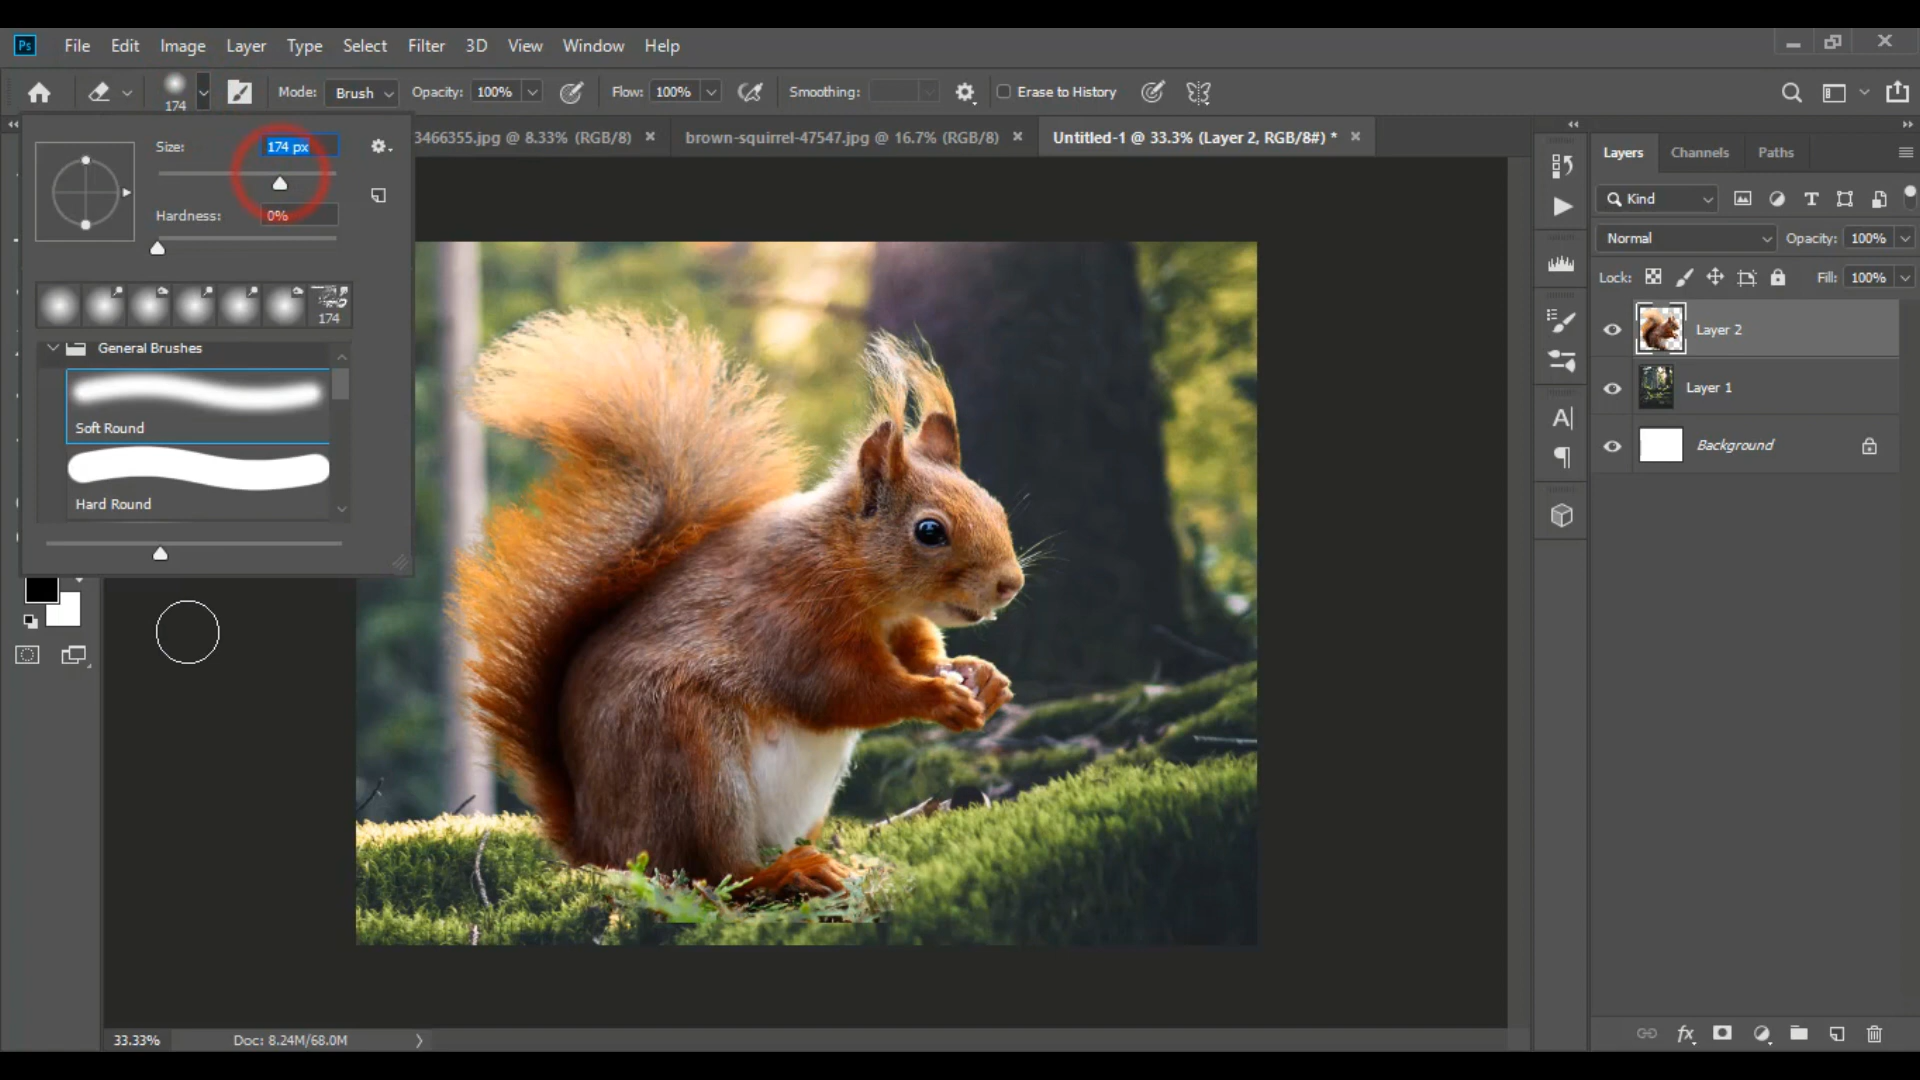 Ps File Edit Image Layer Type Select Filter 3D View Window Help
174 Mode: Brush Opacity: 100% Flow: 100% Smoothing: Erase to History
3466355.jpg @ 8.33% (RGB/8) × brown-squirrel-47547.jpg @ 16.7% (RGB/8) × Untitled-1 @ 33.3% (Layer 2, RGB/8#) * ×
Size: 174 px
Hardness: 0%
174
General Brushes
Soft Round
Hard Round
Layers Channels Paths
Kind
Normal Opacity: 100%
Lock: Fill: 100%
Layer 2
Layer 1
Background
33.33% Doc: 8.24M/68.0M